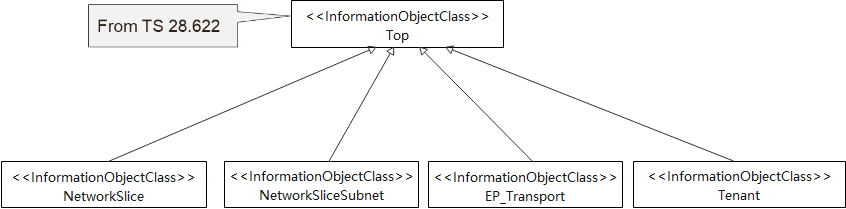 From TS 28.622
<<InformationObjectClass>>
Top
<<InformationObjectClass>>
NetworkSlice
<<InformationObjectClass>>
NetworkSliceSubnet
<<InformationObjectClass>>
EP_Transport
<<InformationObjectClass>>
Tenant